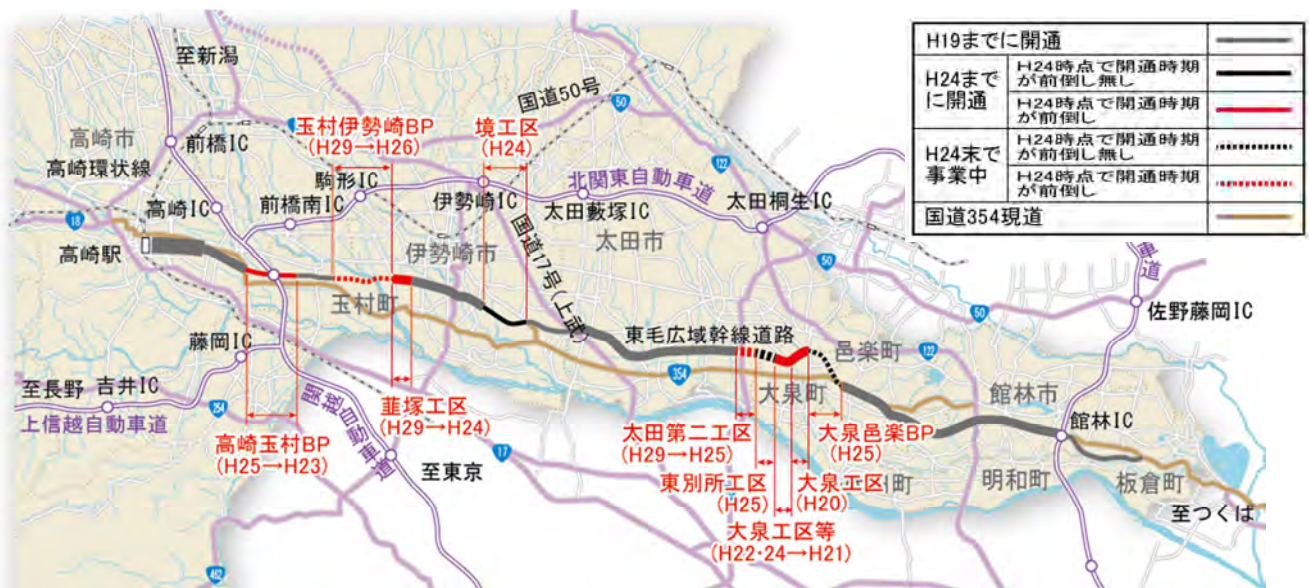 H19までに開通
H24までに開通
H24時点で開通時期が前倒し無し
H24時点で開通時期が前倒し
H24末で事業中
H24時点で開通時期が前倒し無し
H24時点で開通時期が前倒し
国道354現道
至新潟
国道50号
50
玉村伊勢崎BP
(H29→H26)
境工区
(H24)
高崎市
前橋IC
122
高崎環状線
駒形IC
北関東自動車道
高崎IC
前橋南IC
伊勢崎IC
太田藪塚IC
太田桐生IC
18
高崎駅
伊勢崎市
国道17号(上武)
太田市
50
車道
玉村町
50
佐野藤岡IC
藤岡IC
東毛広域幹線道路
邑楽町
122
354
大泉町
館林市
至長野
吉井IC
254
上信越自動車道
関越自動車道
韮塚工区
(H29→H24)
太田第二工区
(H29→H25)
大泉邑楽BP
(H25)
館林IC
高崎玉村BP
(H25→H23)
至東京
17
東別所工区
(H25)
大泉工区
(H20)
川町
明和町
板倉町
至つくば
大泉工区等
(H22・24→H21)
462